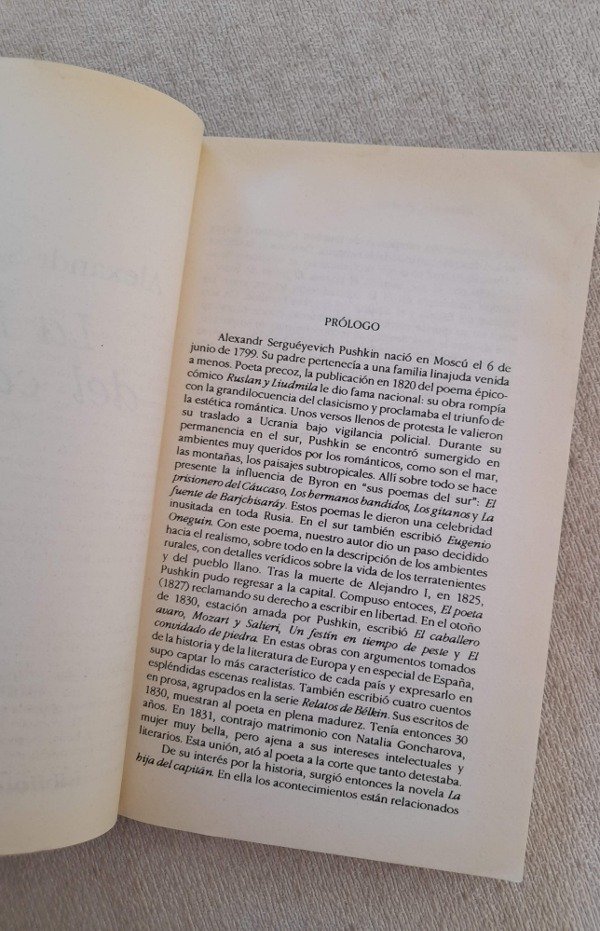 PRÓLOGO
Alexandr Serguéyevich Pushkin nació en Moscú el 6 de
junio de 1799. Su padre pertenecía a una familia linajuda venida
a menos. Poeta precoz, la publicación en 1820 del poema épico-
cómico Ruslan y Liudmila le dio fama nacional: su obra rompía
con la grandilocuencia del clasicismo y proclamaba el triunfo de
la estética romántica. Unos versos llenos de protesta le valieron
su traslado a Ucrania bajo vigilancia policial. Durante su
permanencia en el sur, Pushkin se encontró sumergido en
ambientes muy queridos por los románticos, como son el mar,
las montañas, los paisajes subtropicales. Allí sobre todo se hace
presente la influencia de Byron en "sus poemas del sur": El
prisionero del Cáucaso, Los hermanos bandidos, Los gitanos y La
fuente de Barjchisaráy. Estos poemas le dieron una celebridad
inusitada en toda Rusia. En el sur también escribió Eugenio
Oneguin. Con este poema, nuestro autor dio un paso decidido
hacia el realismo, sobre todo en la descripción de los ambientes
rurales, con detalles verídicos sobre la vida de los terratenientes
y del pueblo llano. Tras la muerte de Alejandro I, en 1825,
Pushkin pudo regresar a la capital. Compuso entoces, El poeta
(1827) reclamando su derecho a escribir en libertad. En el otoño
de 1830, estación amada por Pushkin, escribió El caballero
avaro, Mozart y Salieri, Un festín en tiempo de peste y El
convidado de piedra. En estas obras con argumentos tomados
de la historia y de la literatura de Europa y en especial de España,
supo captar lo más característico de cada país y expresarlo en
espléndidas escenas realistas. También escribió cuatro cuentos
en prosa, agrupados en la serie Relatos de Bélkin. Sus escritos de
1830, muestran al poeta en plena madurez. Tenía entonces 30
años. En 1831, contrajo matrimonio con Natalia Goncharova,
mujer muy bella, pero ajena a sus intereses intelectuales y
literarios. Esta unión, ató al poeta a la corte que tanto detestaba.
De su interés por la historia, surgió entonces la novela La
hija del capitán. En ella los acontecimientos están relacionados